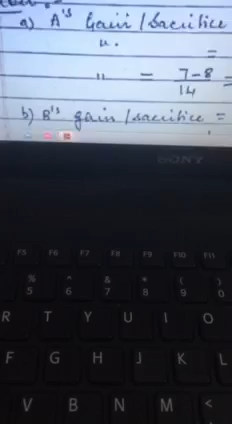 a) A's Gain/Sacrifice
" =
" = 7-8
14
b) B's gain/sacrifice =
SONY
F5 F6 F7 F8 F9 F10 F11
% ^ & * ( )
5 6 7 8 9 0
R T Y U I O
F G H J K L
V B N M <